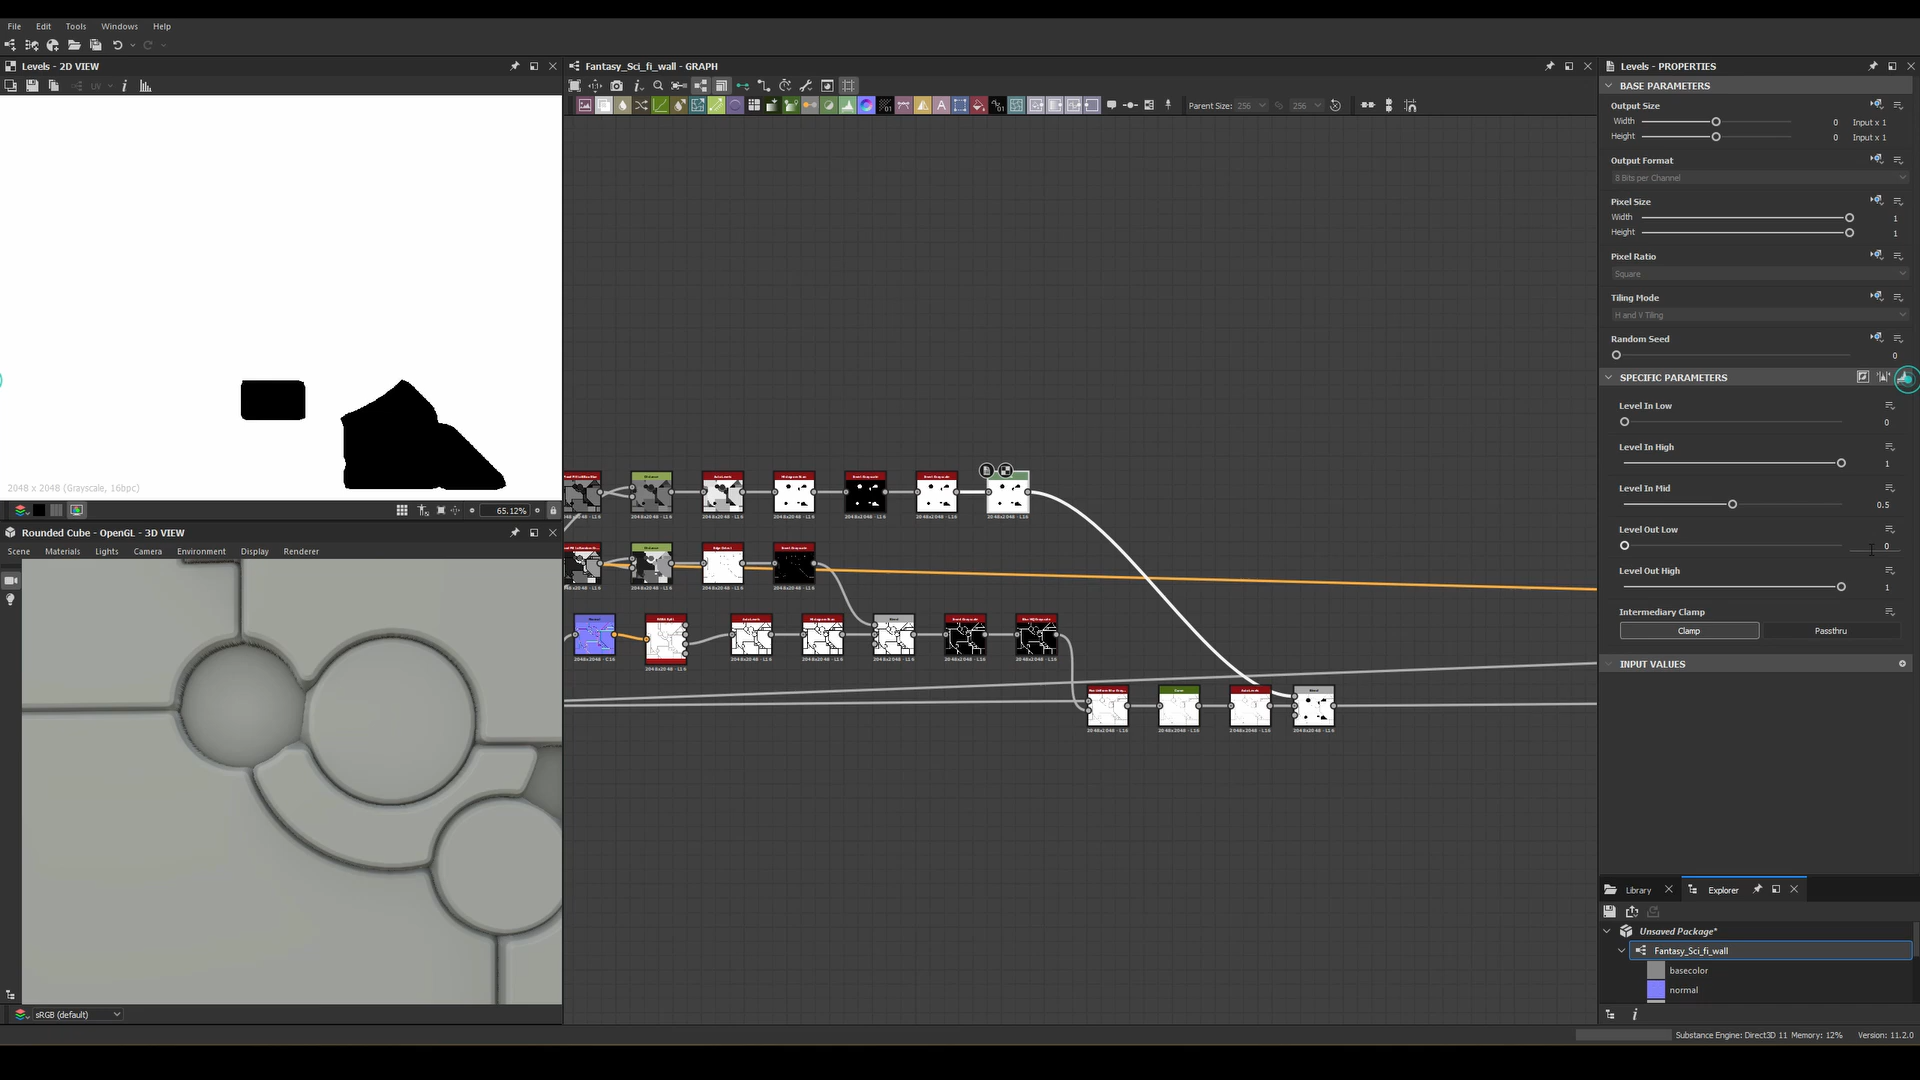 File Edit Tools Windows Help
Levels - 2D VIEW
UV
2048 x 2048 (Grayscale, 16bpc)
65.12%
Rounded Cube - OpenGL - 3D VIEW
Scene Materials Lights Camera Environment Display Renderer
sRGB (default)
Fantasy_Sci_fi_wall - GRAPH
Parent Size: 256 256
Levels - PROPERTIES
BASE PARAMETERS
Output Size
Width 0 Input x 1
Height 0 Input x 1
Output Format
8 Bits per Channel
Pixel Size
Width 1
Height 1
Pixel Ratio
Square
Tiling Mode
H and V Tiling
Random Seed
0
SPECIFIC PARAMETERS
Level In Low
0
Level In High
1
Level In Mid
0.5
Level Out Low
0
Level Out High
1
Intermediary Clamp
Clamp Passthru
INPUT VALUES
Library Explorer
Unsaved Package*
Fantasy_Sci_fi_wall
basecolor
normal
Substance Engine: Direct3D 11 Memory: 12% Version: 11.2.0